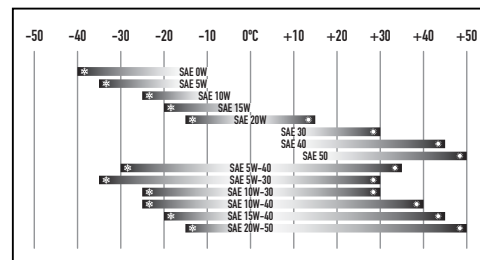 -50 -40 -30 -20 -10 0°C +10 +20 +30 +40 +50
SAE 0W
SAE 5W
SAE 10W
SAE 15W
SAE 20W
SAE 30
SAE 40
SAE 50
SAE 5W-40
SAE 5W-30
SAE 10W-30
SAE 10W-40
SAE 15W-40
SAE 20W-50